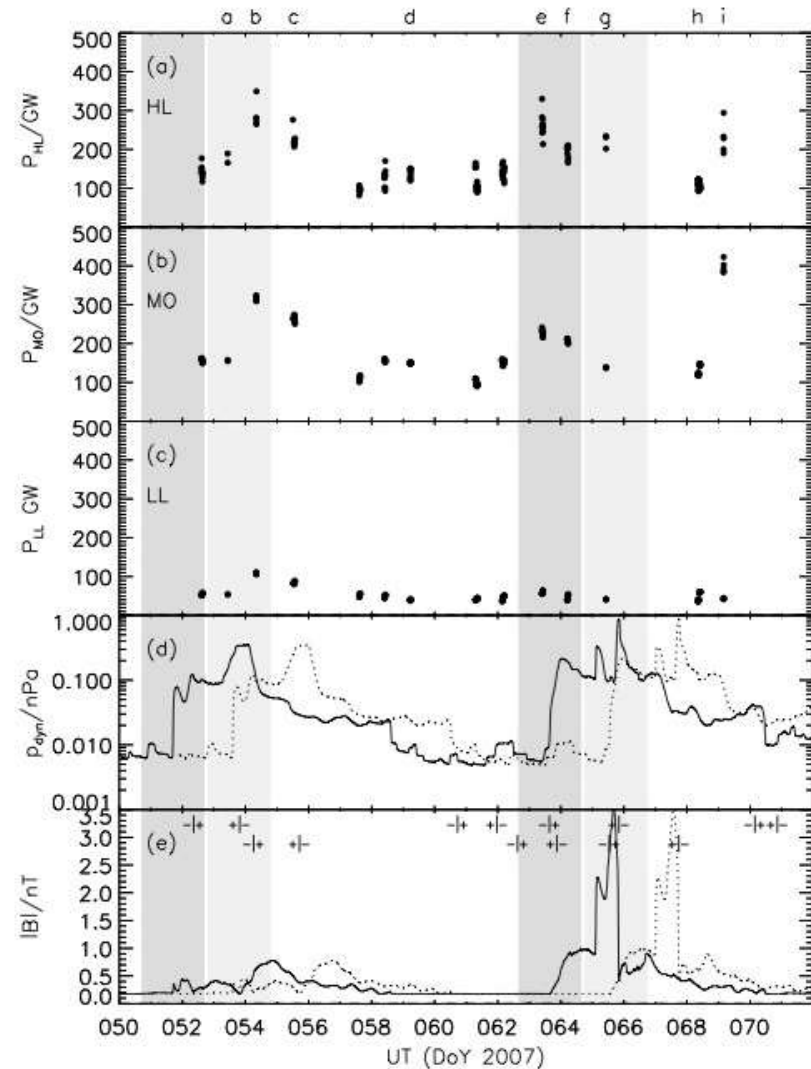 a b c d e f g h i
500
400
300
200
100
(a)
HL
P_HL/GW
500
400
300
200
100
(b)
MO
P_MO/GW
500
400
300
200
100
(c)
LL
P_LL GW
1.000
0.100
0.010
0.001
(d)
p_dyn/nPa
3.5
3.0
2.5
2.0
1.5
1.0
0.5
0.0
(e)
|B|/nT
-|+ +|- -|+ -|+ +|- +|- -|+ -|+
-|+ +|- -|+ +|- -|+ +|-
050 052 054 056 058 060 062 064 066 068 070
UT (DoY 2007)